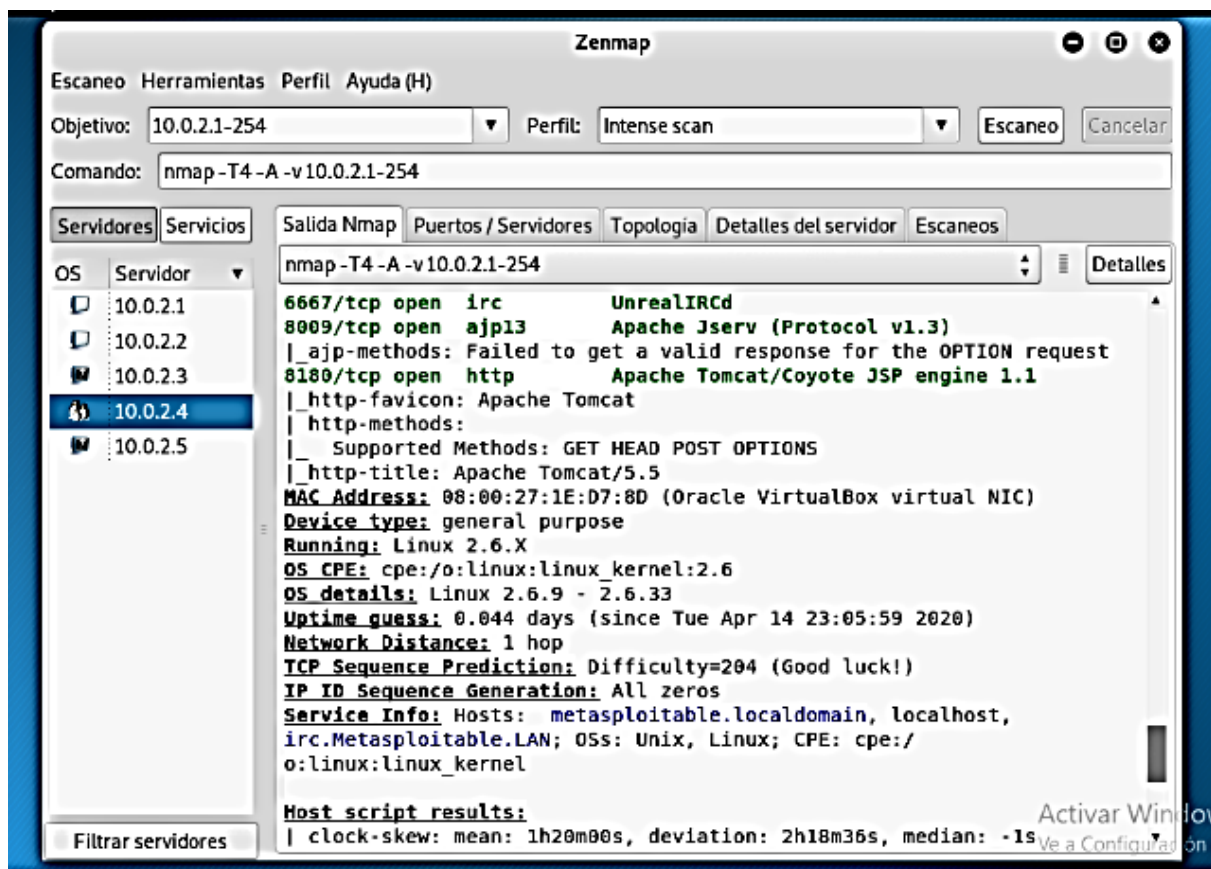 Zenmap
Escaneo Herramientas Perfil Ayuda (H)
Objetivo: 10.0.2.1-254 Perfil: Intense scan Escaneo Cancelar
Comando: nmap -T4 -A -v 10.0.2.1-254
Servidores Servicios Salida Nmap Puertos / Servidores Topología Detalles del servidor Escaneos
nmap -T4 -A -v 10.0.2.1-254 Detalles
OS Servidor
10.0.2.1
10.0.2.2
10.0.2.3
10.0.2.4
10.0.2.5
Filtrar servidores
6667/tcp open irc UnrealIRCd
8009/tcp open ajp13 Apache Jserv (Protocol v1.3)
|_ajp-methods: Failed to get a valid response for the OPTION request
8180/tcp open http Apache Tomcat/Coyote JSP engine 1.1
|_http-favicon: Apache Tomcat
| http-methods:
|_ Supported Methods: GET HEAD POST OPTIONS
|_http-title: Apache Tomcat/5.5
MAC Address: 08:00:27:1E:D7:8D (Oracle VirtualBox virtual NIC)
Device type: general purpose
Running: Linux 2.6.X
OS CPE: cpe:/o:linux:linux_kernel:2.6
OS details: Linux 2.6.9 - 2.6.33
Uptime guess: 0.044 days (since Tue Apr 14 23:05:59 2020)
Network Distance: 1 hop
TCP Sequence Prediction: Difficulty=204 (Good luck!)
IP ID Sequence Generation: All zeros
Service Info: Hosts: metasploitable.localdomain, localhost,
irc.Metasploitable.LAN; OSs: Unix, Linux; CPE: cpe:/
o:linux:linux_kernel
Host script results:
| clock-skew: mean: 1h20m00s, deviation: 2h18m36s, median: -1s
Activar Window
Ve a Configuración